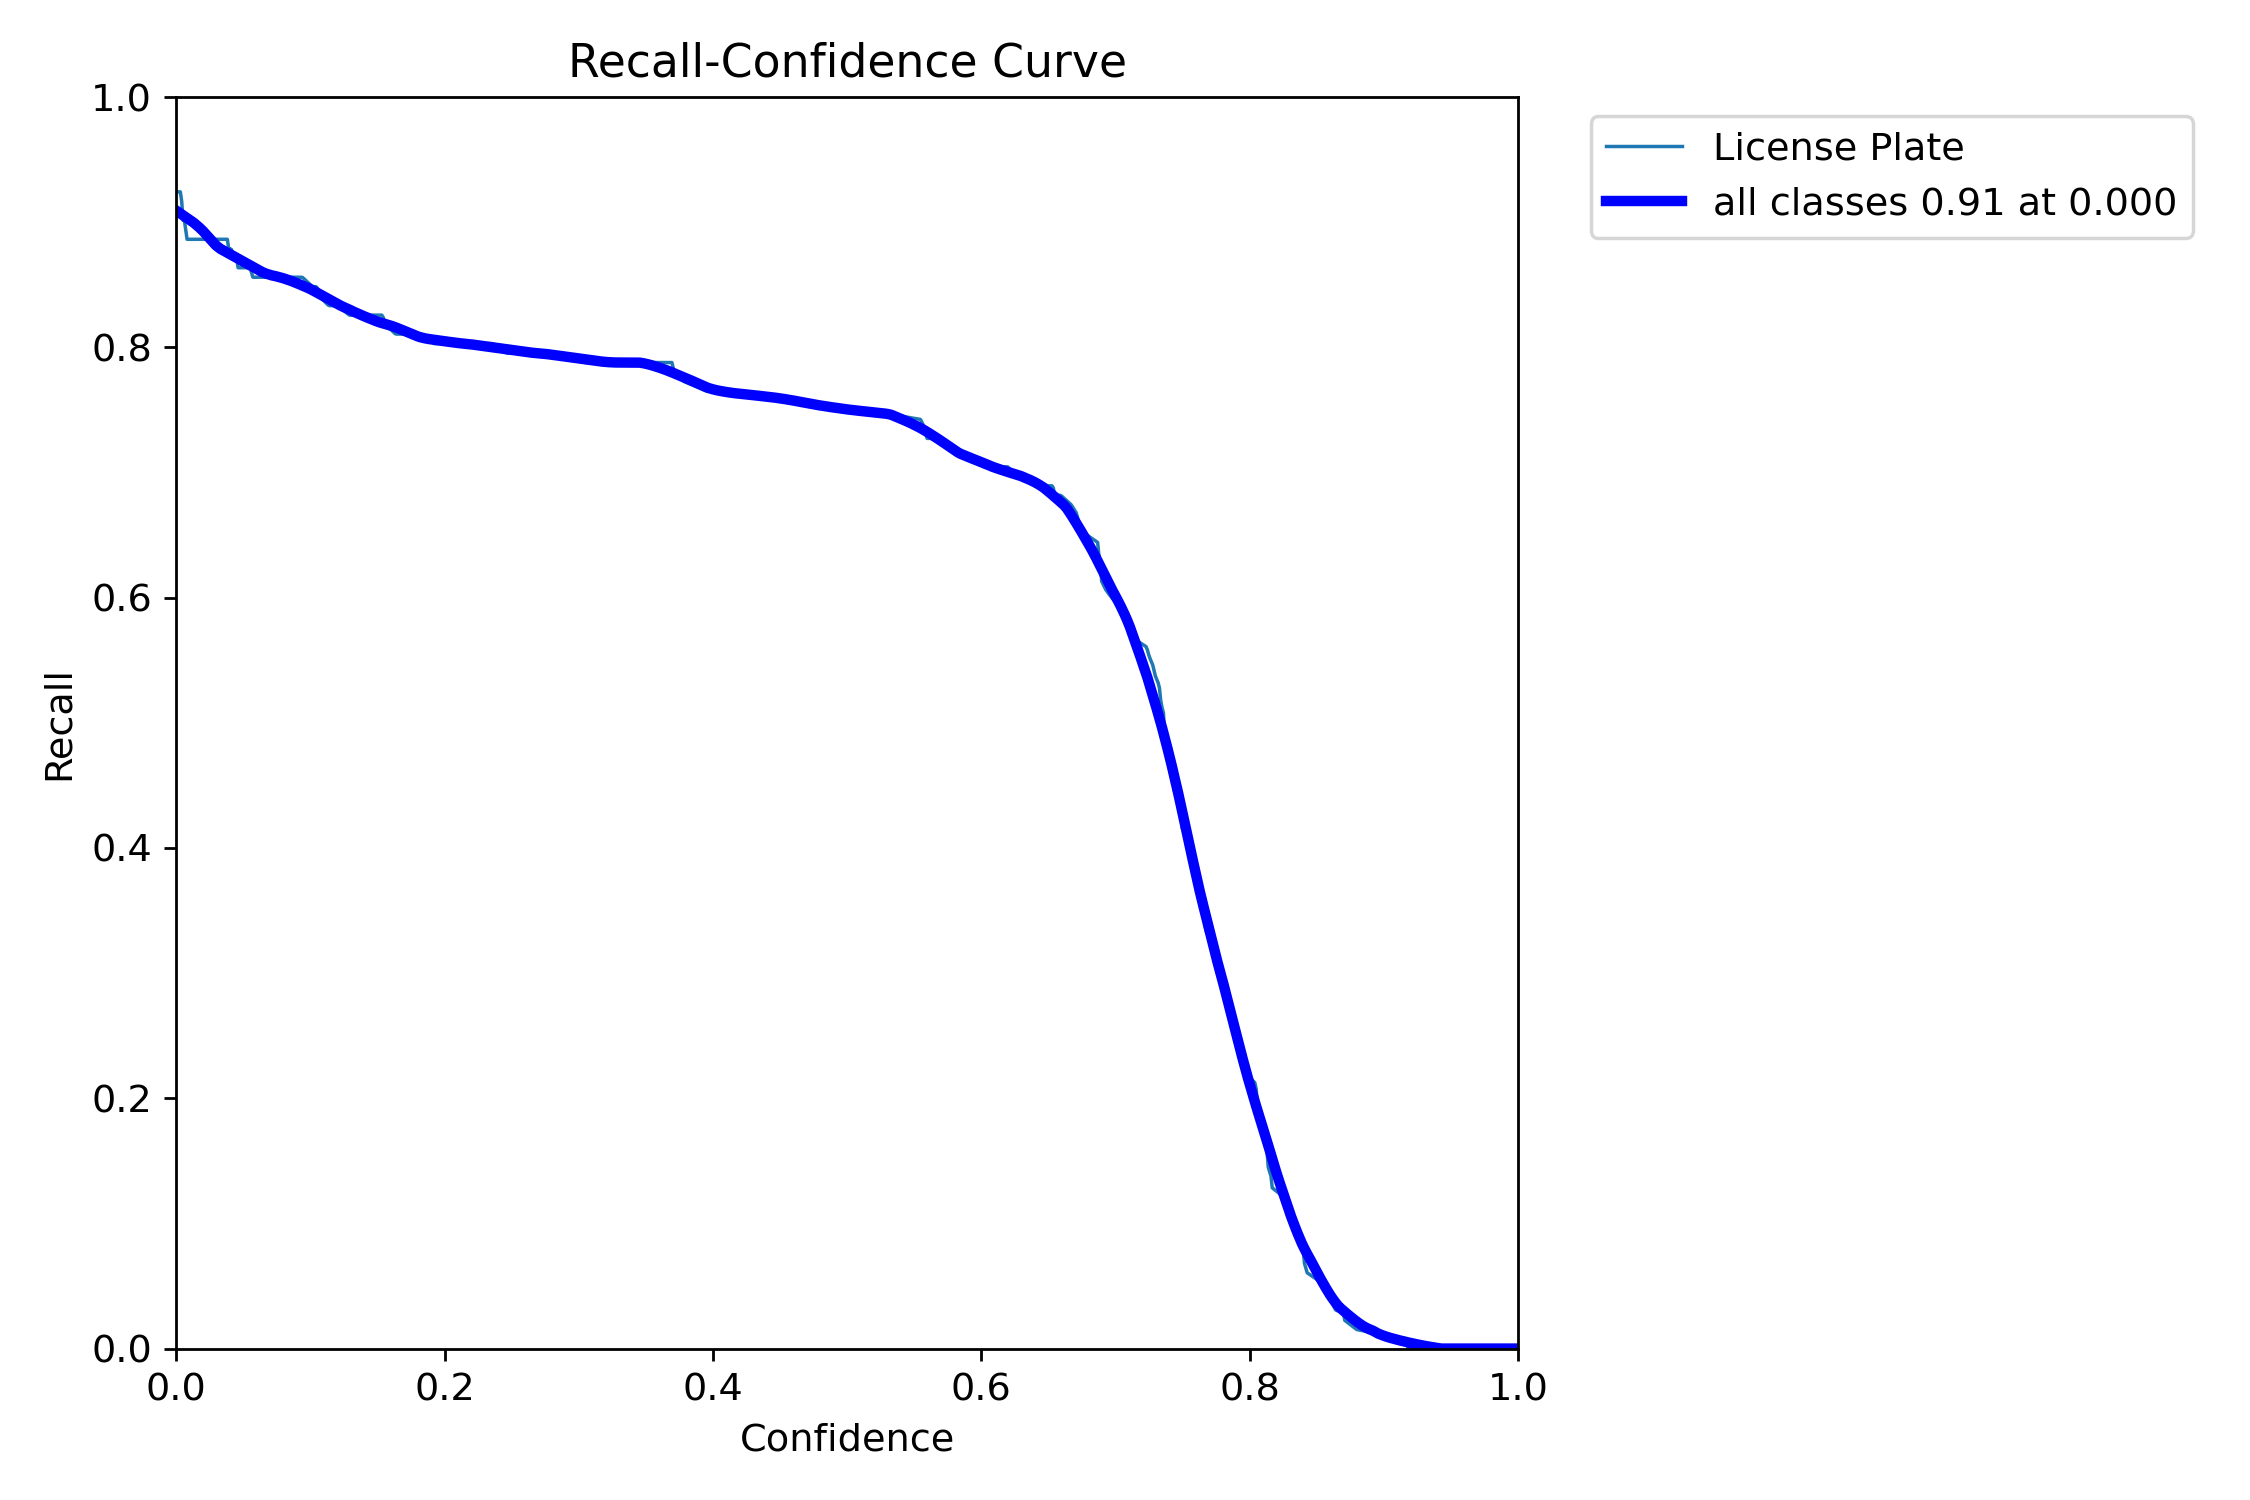 Recall-Confidence Curve
1.0
0.8
0.6
0.4
0.2
0.0
Recall
0.0 0.2 0.4 0.6 0.8 1.0
Confidence
License Plate
all classes 0.91 at 0.000